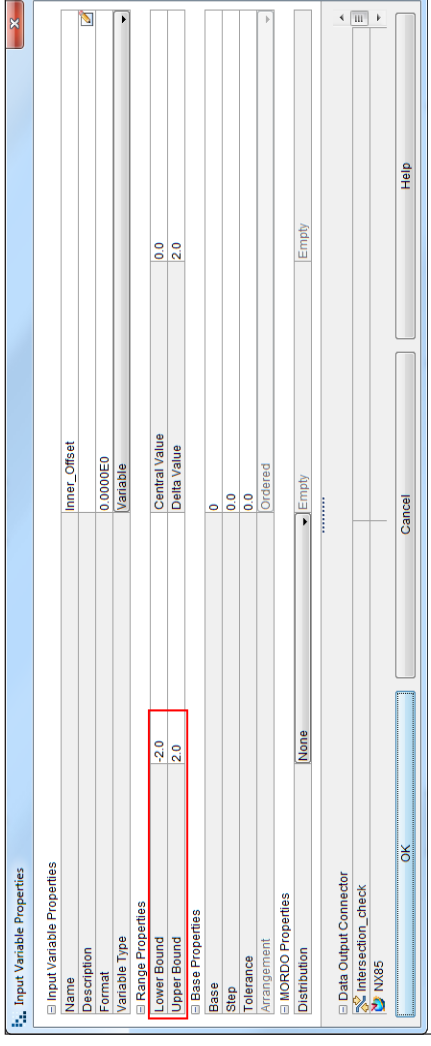 Input Variable Properties
Input Variable Properties
Name Inner_Offset
Description
Format 0.0000E0
Variable Type Variable
Range Properties
Lower Bound -2.0 Central Value 0.0
Upper Bound 2.0 Delta Value 2.0
Base Properties
Base 0
Step 0.0
Tolerance 0.0
Arrangement Ordered
MORDO Properties
Distribution None Empty Empty
Data Output Connector
Intersection_check
NX85
OK Cancel Help